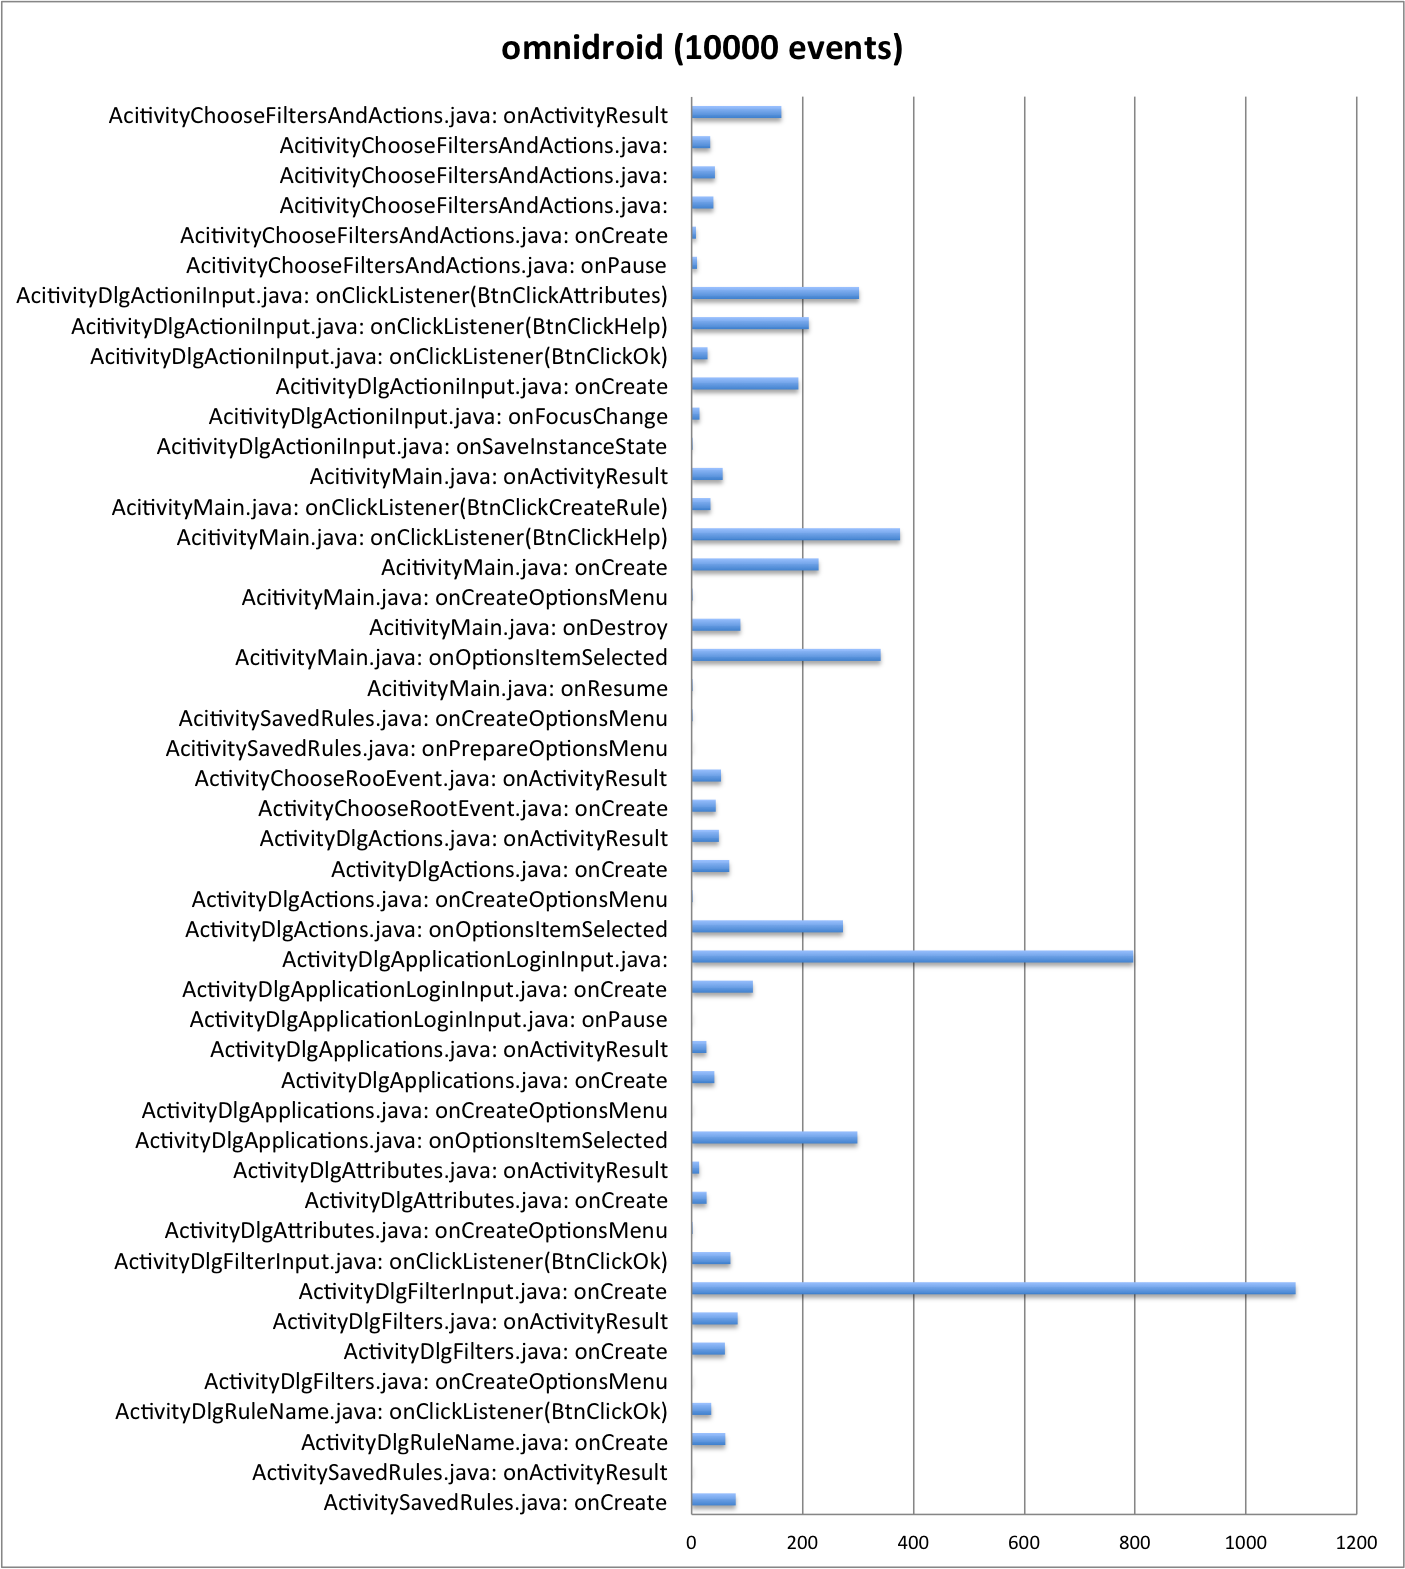 omnidroid (10000 events)
AcitivityChooseFiltersAndActions.java: onActivityResult
AcitivityChooseFiltersAndActions.java:
AcitivityChooseFiltersAndActions.java:
AcitivityChooseFiltersAndActions.java:
AcitivityChooseFiltersAndActions.java: onCreate
AcitivityChooseFiltersAndActions.java: onPause
AcitivityDlgActioniInput.java: onClickListener(BtnClickAttributes)
AcitivityDlgActioniInput.java: onClickListener(BtnClickHelp)
AcitivityDlgActioniInput.java: onClickListener(BtnClickOk)
AcitivityDlgActioniInput.java: onCreate
AcitivityDlgActioniInput.java: onFocusChange
AcitivityDlgActioniInput.java: onSaveInstanceState
AcitivityMain.java: onActivityResult
AcitivityMain.java: onClickListener(BtnClickCreateRule)
AcitivityMain.java: onClickListener(BtnClickHelp)
AcitivityMain.java: onCreate
AcitivityMain.java: onCreateOptionsMenu
AcitivityMain.java: onDestroy
AcitivityMain.java: onOptionsItemSelected
AcitivityMain.java: onResume
AcitivitySavedRules.java: onCreateOptionsMenu
AcitivitySavedRules.java: onPrepareOptionsMenu
ActivityChooseRooEvent.java: onActivityResult
ActivityChooseRootEvent.java: onCreate
ActivityDlgActions.java: onActivityResult
ActivityDlgActions.java: onCreate
ActivityDlgActions.java: onCreateOptionsMenu
ActivityDlgActions.java: onOptionsItemSelected
ActivityDlgApplicationLoginInput.java:
ActivityDlgApplicationLoginInput.java: onCreate
ActivityDlgApplicationLoginInput.java: onPause
ActivityDlgApplications.java: onActivityResult
ActivityDlgApplications.java: onCreate
ActivityDlgApplications.java: onCreateOptionsMenu
ActivityDlgApplications.java: onOptionsItemSelected
ActivityDlgAttributes.java: onActivityResult
ActivityDlgAttributes.java: onCreate
ActivityDlgAttributes.java: onCreateOptionsMenu
ActivityDlgFilterInput.java: onClickListener(BtnClickOk)
ActivityDlgFilterInput.java: onCreate
ActivityDlgFilters.java: onActivityResult
ActivityDlgFilters.java: onCreate
ActivityDlgFilters.java: onCreateOptionsMenu
ActivityDlgRuleName.java: onClickListener(BtnClickOk)
ActivityDlgRuleName.java: onCreate
ActivitySavedRules.java: onActivityResult
ActivitySavedRules.java: onCreate
0 200 400 600 800 1000 1200